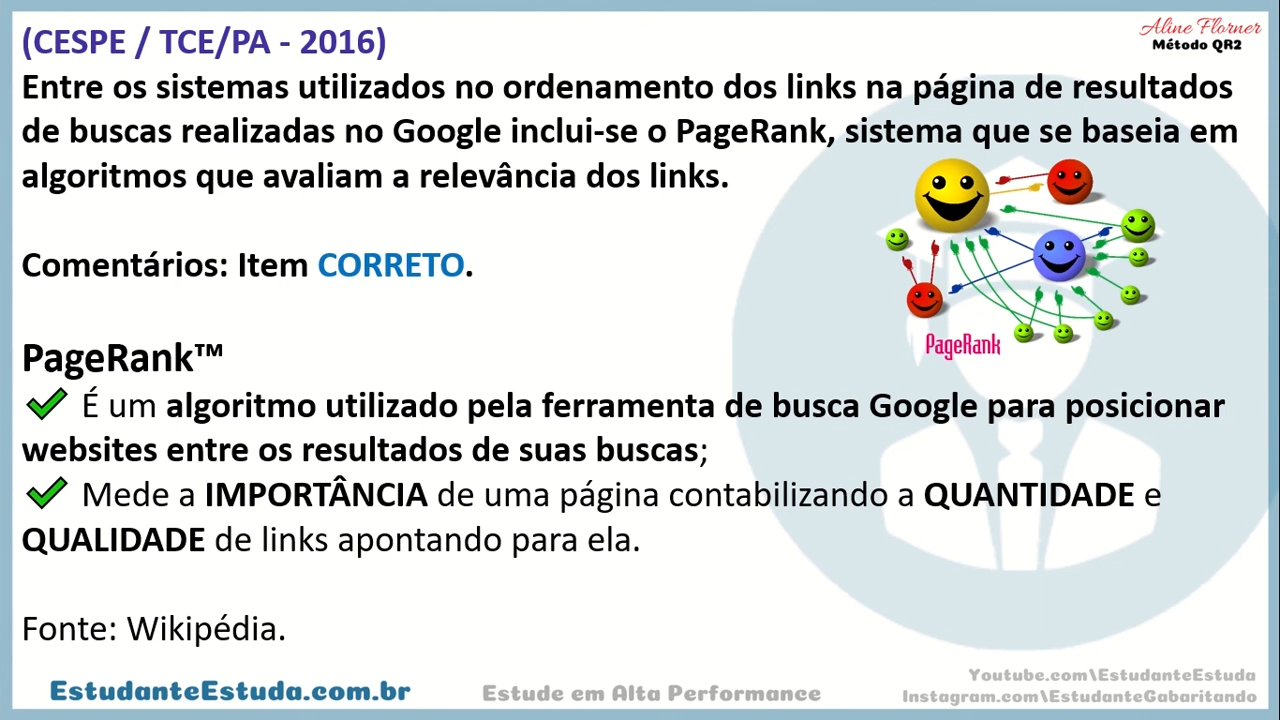 (CESPE / TCE/PA - 2016)
Aline Florner
Método QR2
Entre os sistemas utilizados no ordenamento dos links na página de resultados
de buscas realizadas no Google inclui-se o PageRank, sistema que se baseia em
algoritmos que avaliam a relevância dos links.
Comentários: Item CORRETO.
PageRank
PageRank™
É um algoritmo utilizado pela ferramenta de busca Google para posicionar
websites entre os resultados de suas buscas;
Mede a IMPORTÂNCIA de uma página contabilizando a QUANTIDADE e
QUALIDADE de links apontando para ela.
Fonte: Wikipédia.
EstudanteEstuda.com.br
Estude em Alta Performance
Youtube.com\EstudanteEstuda
Instagram.com\EstudanteGabaritando